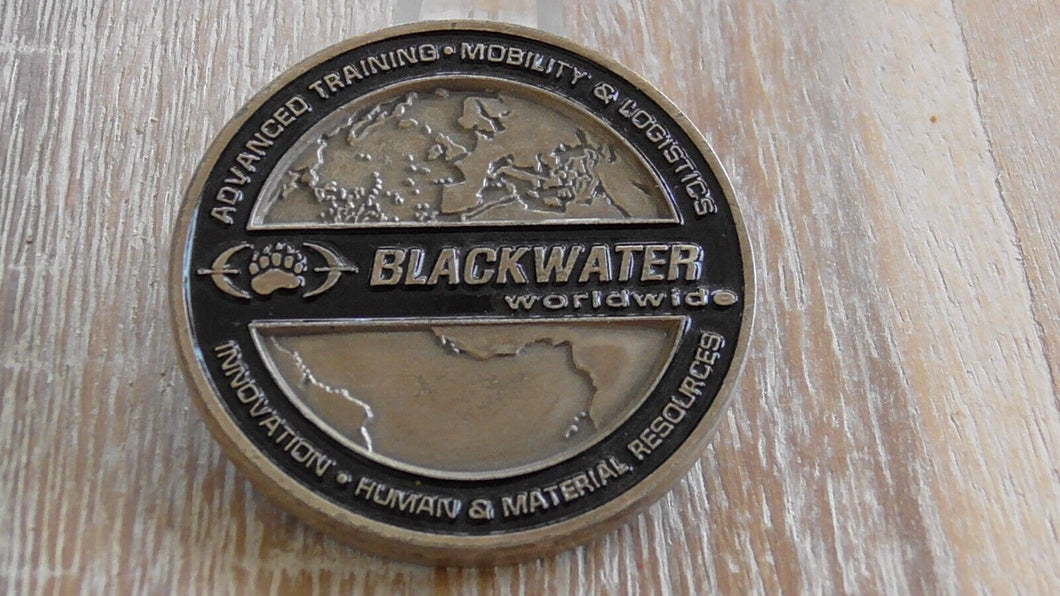 ADVANCED TRAINING • MOBILITY & LOGISTICS
BLACKWATER
worldwide
INNOVATION • HUMAN & MATERIAL RESOURCES